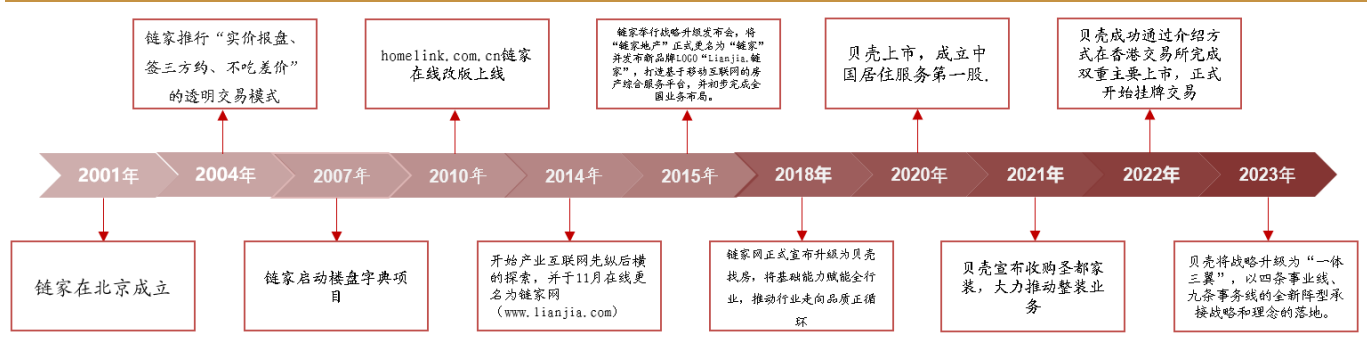 链家推行“实价报盘、
签三方约、不吃差价”
的透明交易模式
homelink.com.cn链家
在线改版上线
链家举行战略升级发布会，将
“链家地产”正式更名为“链家”
并发布新品牌LOGO“Lianjia.链
家”，打造基于移动互联网的房
产综合服务平台，并初步完成全
国业务布局。
贝壳上市，成立中
国居住服务第一股.
贝壳成功通过介绍方
式在香港交易所完成
双重主要上市，正式
开始挂牌交易
2001年
2004年
2007年
2010年
2014年
2015年
2018年
2020年
2021年
2022年
2023年
链家在北京成立
链家启动楼盘字典项
目
开始产业互联网先纵后横
的探索，并于11月在线更
名为链家网
（www.lianjia.com）
链家网正式宣布升级为贝壳
找房，将基础能力赋能全行
业，推动行业走向品质正循
环
贝壳宣布收购圣都家
装，大力推动整装业
务
贝壳将战略升级为“一体
三翼”，以四条事业线、
九条事务线的全新阵型承
接战略和理念的落地。